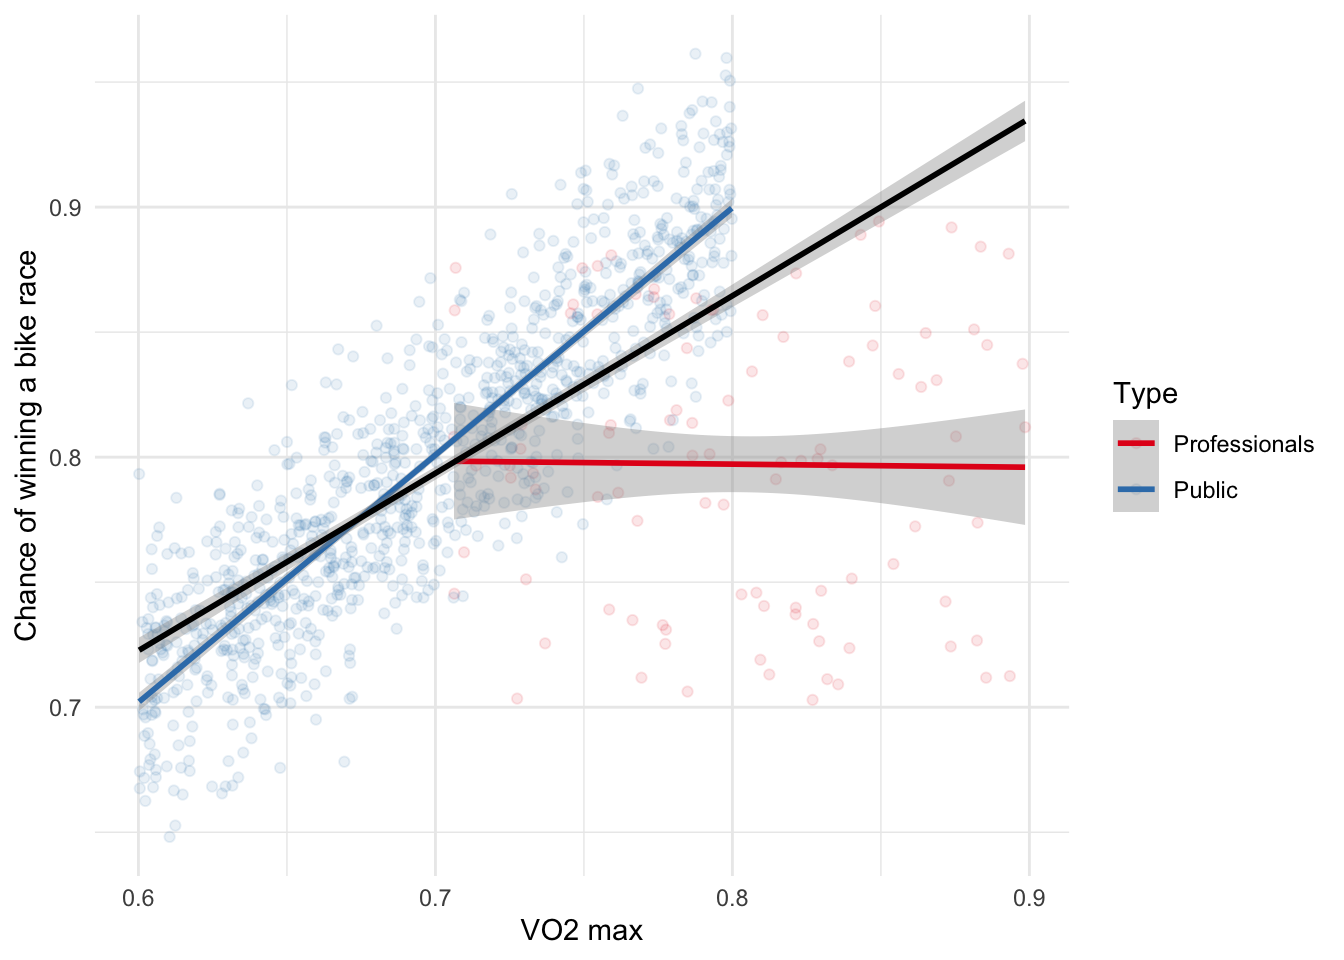 Chance of winning a bike race
0.9
0.8
0.7
0.6 0.7 0.8 0.9
VO2 max
Type
Professionals
Public